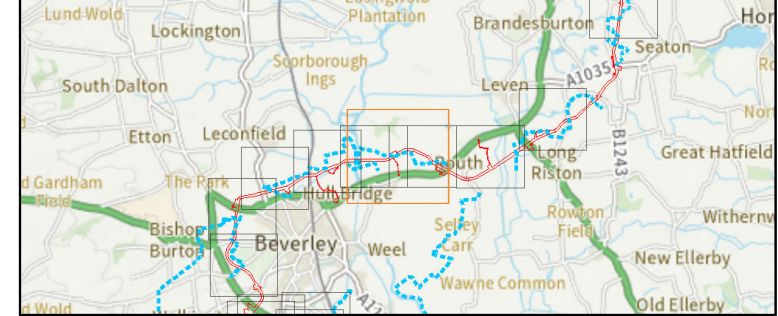 Lund Wold
Plantation
Lockington
Brandesburton
Hor
Seaton
Scorborough
Ings
A1035
South Dalton
Leven
Etton
Leconfield
B1243
Great Hatfield
Routh
Long
Riston
d Gardham
Field
The Park
Hull Bridge
Rowton
Field
Withernw
Bishop
Burton
Beverley
Weel
Carr
New Ellerby
Wawne Common
d Wold
Old Ellerby